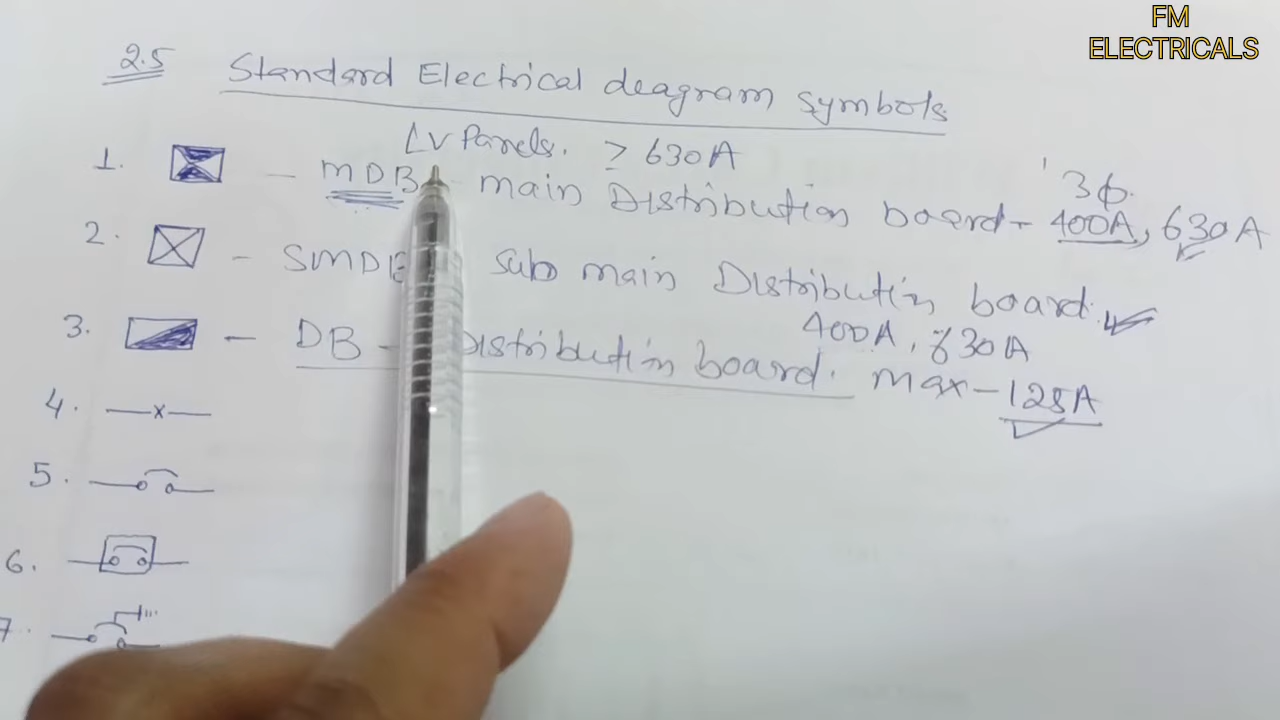 FM
ELECTRICALS
2.5 Standard Electrical deagram symbols
LV Panels. ≥ 630A
1. - MDB - main Distribution board - 400A, 630A
3ϕ.
2. - SMDB sub main Distribution board.
400A, 630A
3. - DB - Distribution board. max - 125A
4. x
5.
6.
7.